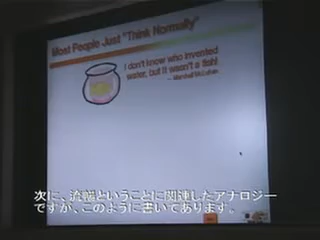 Most People Just "Think Normally"
I don't know who invented
water, but it wasn't a fish!
— Marshall McLuhan
次に、流暢ということに関連したアナロジー
ですが、このように書いてあります。